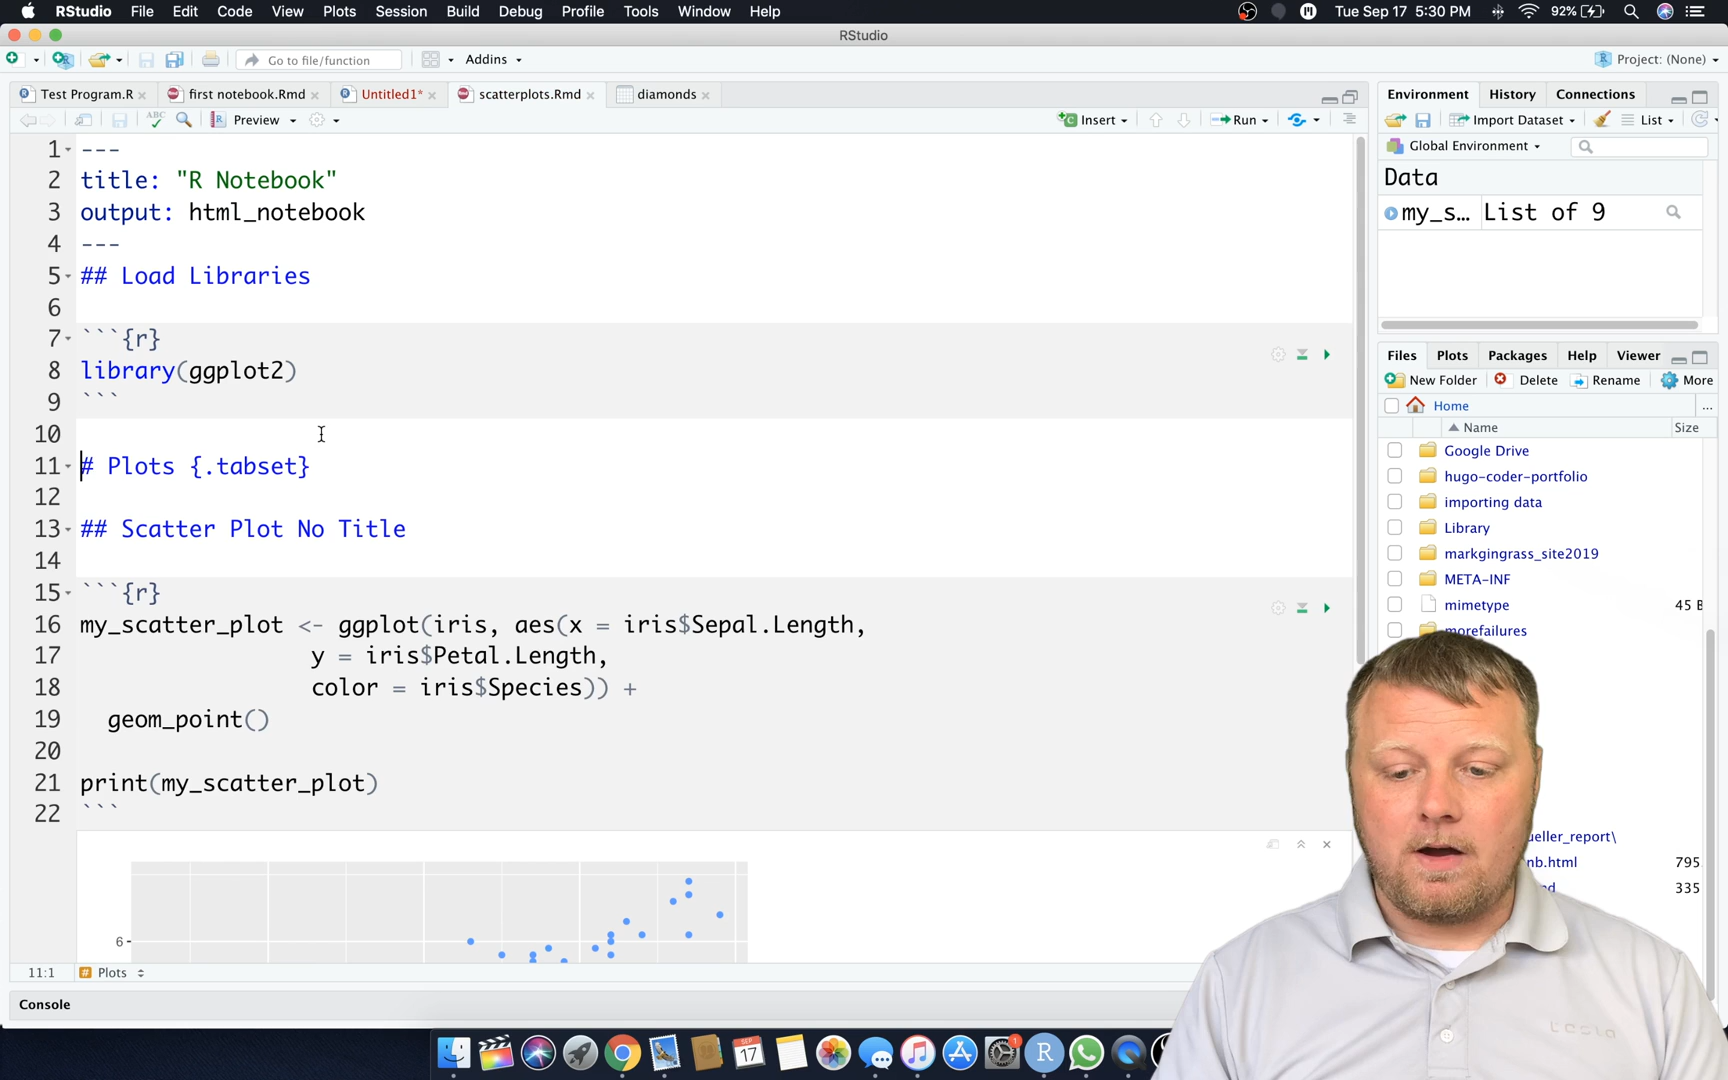 RStudio File Edit Code View Plots Session Build Debug Profile Tools Window Help Tue Sep 17 5:30 PM 92%
RStudio
Go to file/function Addins Project: (None)
Test Program.R first notebook.Rmd Untitled1* scatterplots.Rmd diamonds
ABC Preview Insert Run
1 ---
2 title: "R Notebook"
3 output: html_notebook
4 ---
5 ## Load Libraries
6
7 ```{r}
8 library(ggplot2)
9 ```
10
11 # Plots {.tabset}
12
13 ## Scatter Plot No Title
14
15 ```{r}
16 my_scatter_plot <- ggplot(iris, aes(x = iris$Sepal.Length,
17 y = iris$Petal.Length,
18 color = iris$Species)) +
19 geom_point()
20
21 print(my_scatter_plot)
22 ```
6
11:1 # Plots
Console
Environment History Connections
Import Dataset List
Global Environment
Data
my_s... List of 9
Files Plots Packages Help Viewer
New Folder Delete Rename More
Home ...
Name Size
Google Drive
hugo-coder-portfolio
importing data
Library
markgingrass_site2019
META-INF
mimetype 45 B
morefailures
ueller_report\
nb.html 795
335
SEP
17
1
R
tesla